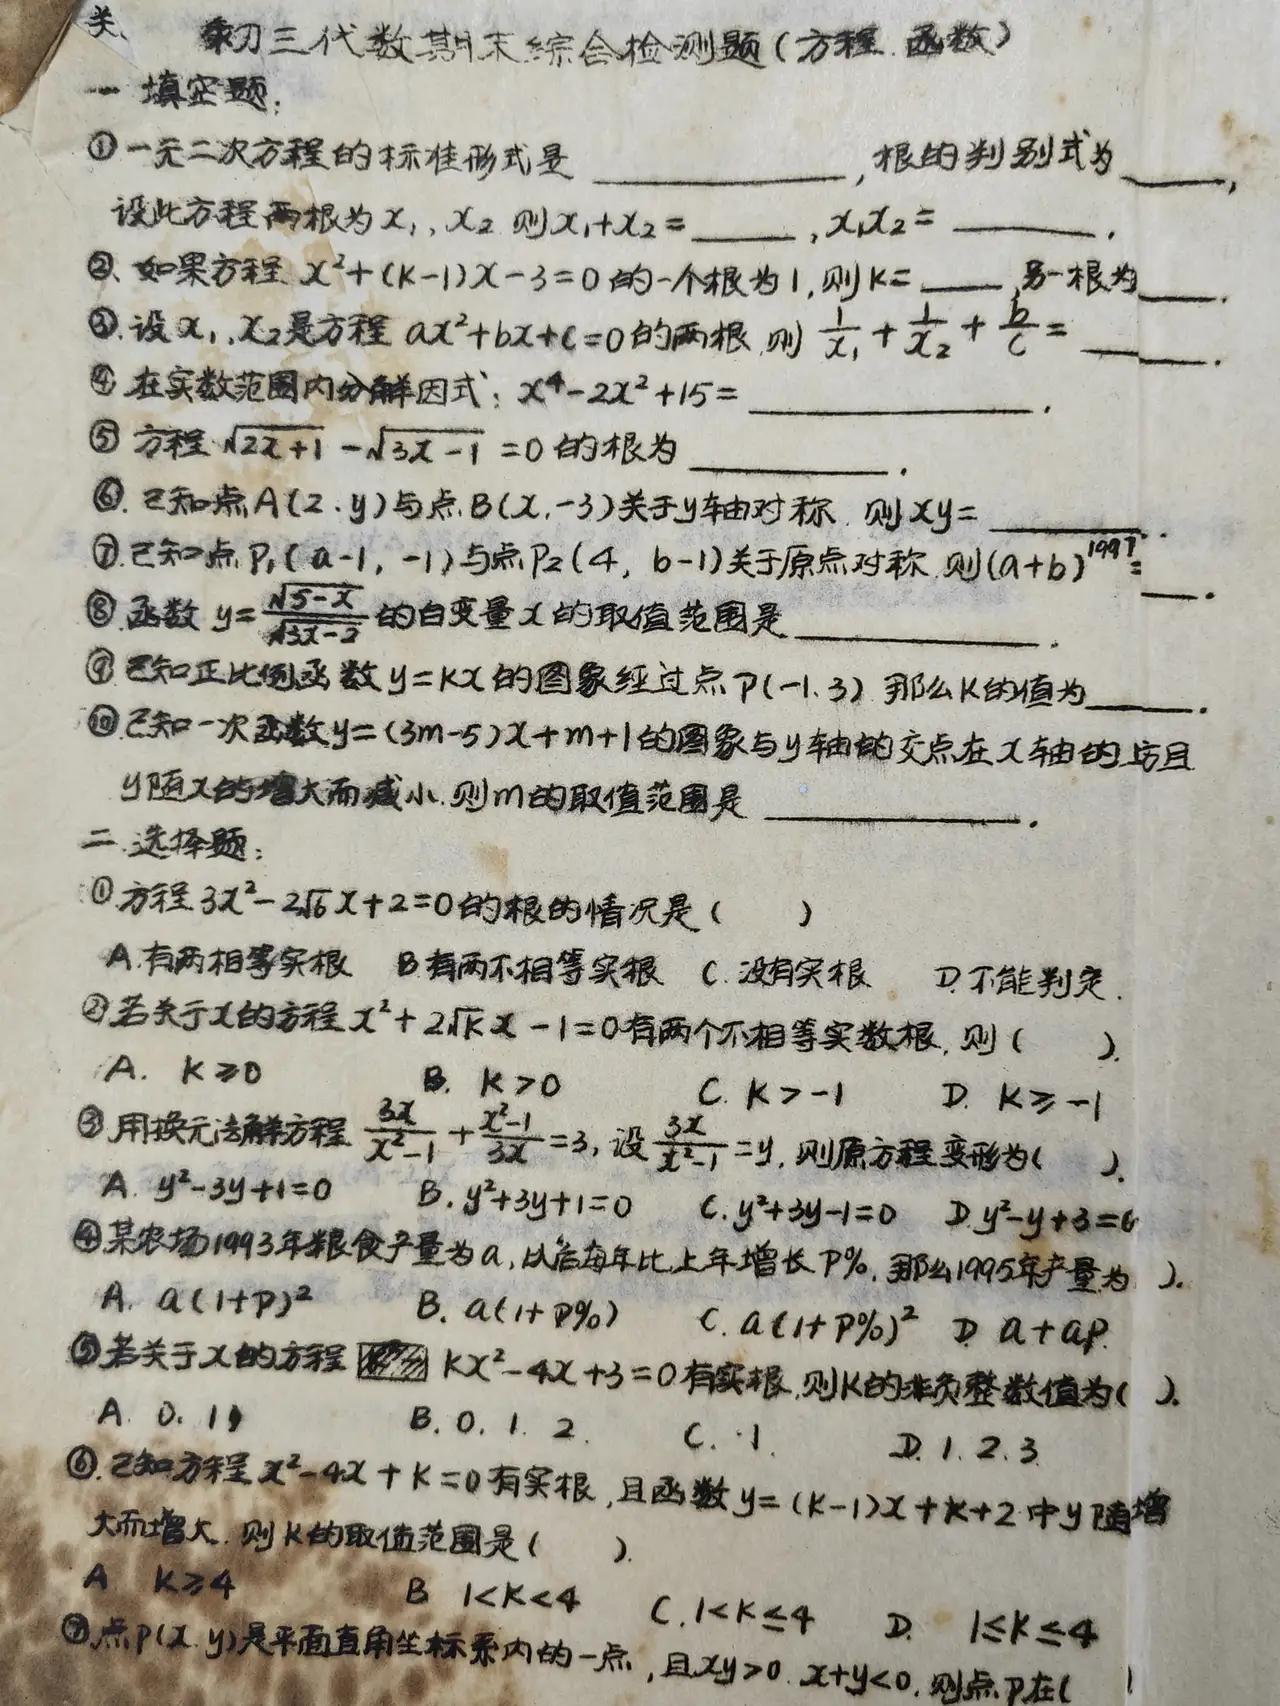 关、
初三代数期末综合检测题(方程.函数)
一 填空题:
①一元二次方程的标准形式是 ________,根的判别式为____,
设此方程两根为x₁、x₂ 则x₁+x₂=____,x₁x₂=_____.
②、如果方程 x²+(k-1)x-3=0的一个根为1,则k=____ 另一根为____.
③.设x₁、x₂是方程 ax²+bx+c=0的两根.则 1/x₁ + 1/x₂ + b/c = ____.
④在实数范围内分解因式:x⁴-2x²+15=________.
⑤方程√(2x+1) -√(3x-1) =0的根为 ______.
⑥.已知点A(2.y)与点B(x,-3)关于y轴对称.则xy=_____.
⑦.已知点P₁(a-1,-1)与点P₂(4,b-1)关于原点对称.则(a+b)¹⁹⁹⁷=____.
⑧.函数 y=√(5-x)/√(3x-2) 的自变量x的取值范围是________.
⑨已知正比例函数y=kx的图象经过点P(-1.3) 那么k的值为____.
⑩已知一次函数y=(3m-5)x+m+1的图象与y轴的交点在x轴的上方且
y随x的增大而减小.则m的取值范围是 ________.
二.选择题:
①方程3x²-2√6x+2=0的根的情况是( )
A.有两相等实根 B.有两不相等实根 C.没有实根 D.不能判定.
②若关于x的方程x²+2√kx-1=0有两个不相等实数根,则( ).
A. k≥0 B. k>0 C. k>-1 D. k≥-1
③用换元法解方程 3x/(x²-1) + (x²-1)/3x =3,设 3x/(x²-1) =y,则原方程变形为( ).
A. y²-3y+1=0 B. y²+3y+1=0 C. y²+3y-1=0 D. y²-y+3=0
④某农场1993年粮食产量为a,以后每年比上年增长P%,那么1995年产量为 ).
A. a(1+P)² B. a(1+P%) C. a(1+P%)² D. a+aP.
⑤若关于x的方程 kx²-4x+3=0有实根,则k的非负整数值为( ).
A. 0. 1 B. 0. 1. 2. C. 1. D. 1. 2. 3.
⑥.已知方程x²-4x+k=0有实根,且函数y=(k-1)x+k+2中y随增
大而增大.则k的取值范围是( ).
A k≥4 B 1<k<4 C. 1<k≤4 D. 1≤k≤4
⑦.点P(x.y)是平面直角坐标系内的一点,且xy>0.x+y<0.则点P在( )